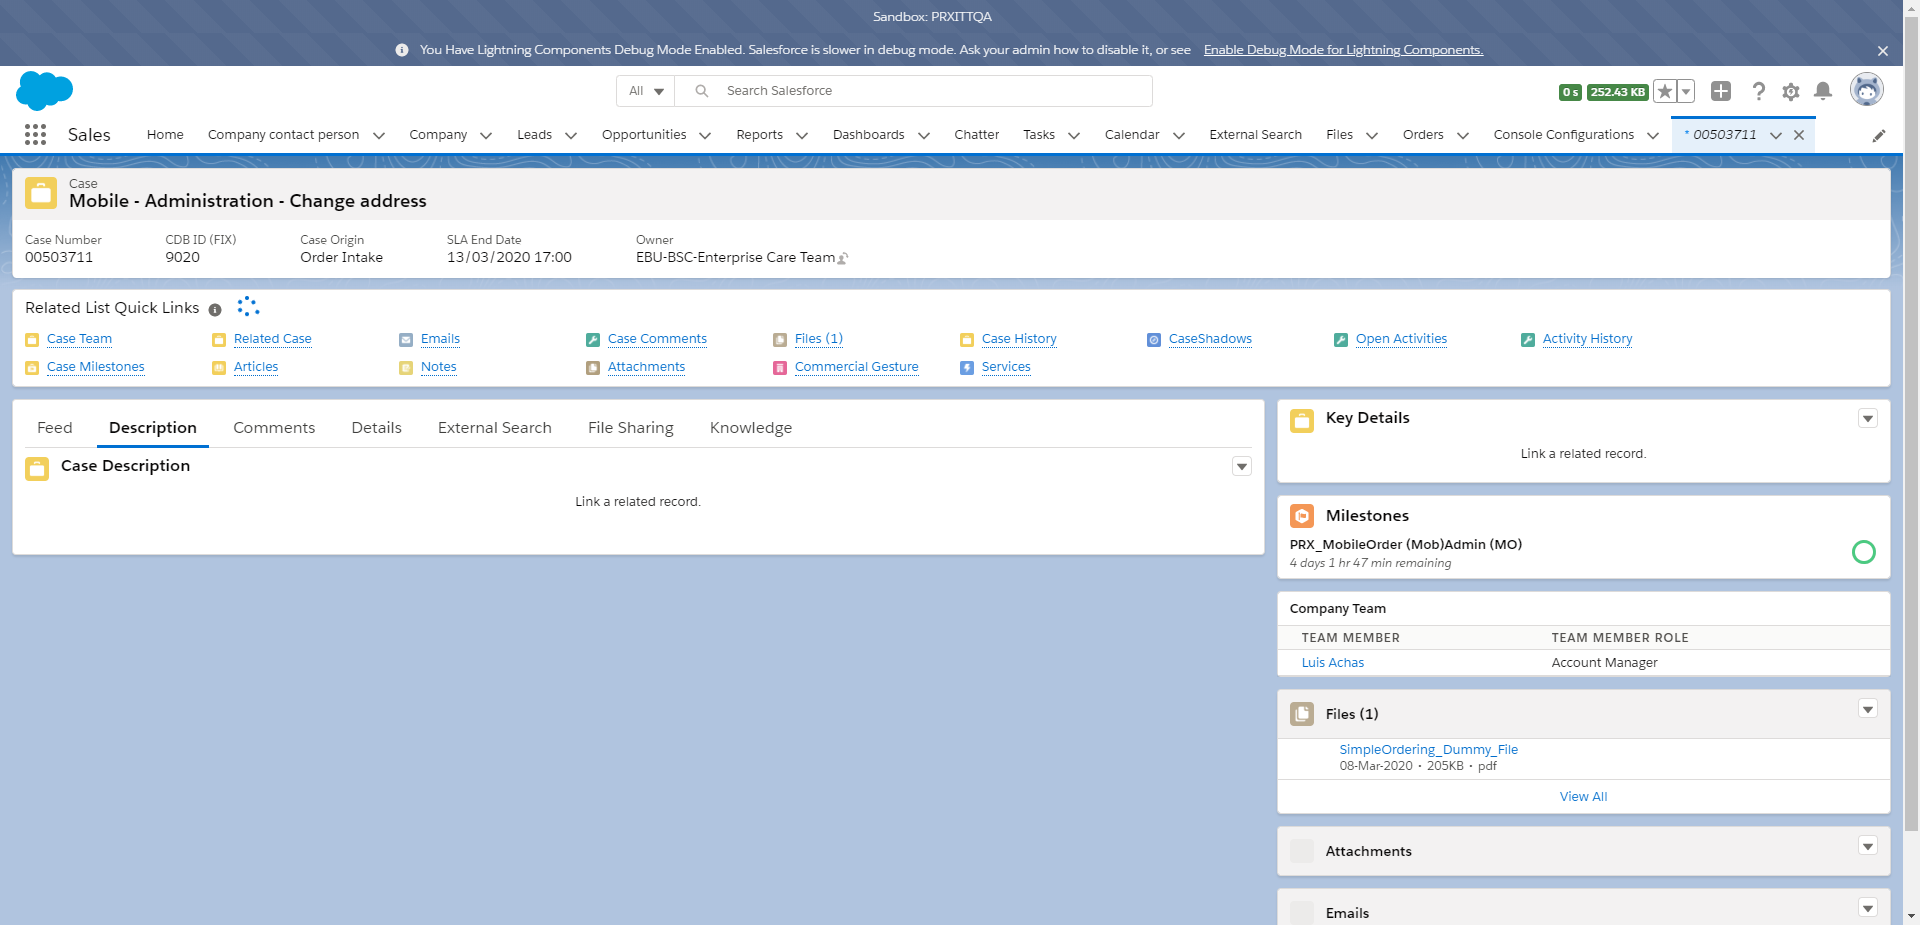 Sandbox: PRXITTQA
You Have Lightning Components Debug Mode Enabled. Salesforce is slower in debug mode. Ask your admin how to disable it, or see Enable Debug Mode for Lightning Components.
All Search Salesforce 0 s 252.43 KB
Sales Home Company contact person Company Leads Opportunities Reports Dashboards Chatter Tasks Calendar External Search Files Orders Console Configurations * 00503711
Case
Mobile - Administration - Change address
Case Number CDB ID (FIX) Case Origin SLA End Date Owner
00503711 9020 Order Intake 13/03/2020 17:00 EBU-BSC-Enterprise Care Team
Related List Quick Links
Case Team Related Case Emails Case Comments Files (1) Case History CaseShadows Open Activities Activity History
Case Milestones Articles Notes Attachments Commercial Gesture Services
Feed Description Comments Details External Search File Sharing Knowledge
Case Description
Link a related record.
Key Details
Link a related record.
Milestones
PRX_MobileOrder (Mob)Admin (MO)
4 days 1 hr 47 min remaining
Company Team
TEAM MEMBER TEAM MEMBER ROLE
Luis Achas Account Manager
Files (1)
SimpleOrdering_Dummy_File
08-Mar-2020 • 205KB • pdf
View All
Attachments
Emails